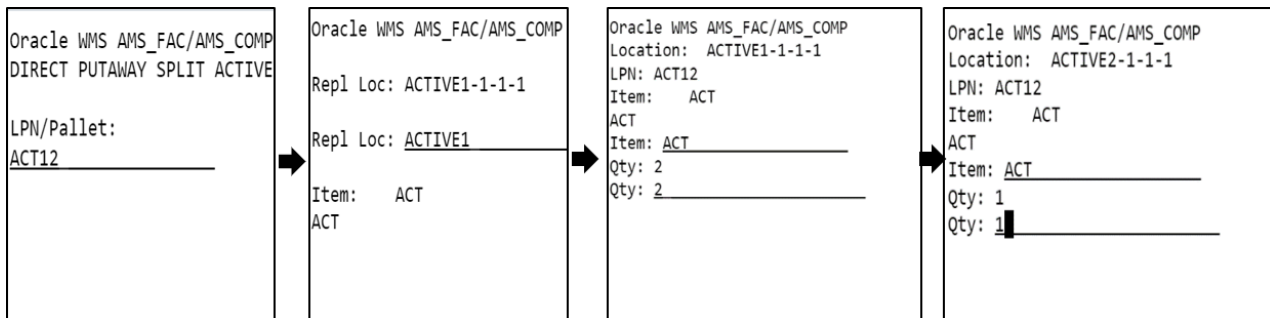 Oracle WMS AMS_FAC/AMS_COMP
DIRECT PUTAWAY SPLIT ACTIVE
LPN/Pallet:
ACT12
Oracle WMS AMS_FAC/AMS_COMP
Repl Loc: ACTIVE1-1-1-1
Repl Loc: ACTIVE1
Item: ACT
ACT
Oracle WMS AMS_FAC/AMS_COMP
Location: ACTIVE1-1-1-1
LPN: ACT12
Item: ACT
ACT
Item: ACT
Qty: 2
Qty: 2
Oracle WMS AMS_FAC/AMS_COMP
Location: ACTIVE2-1-1-1
LPN: ACT12
Item: ACT
ACT
Item: ACT
Qty: 1
Qty: 1